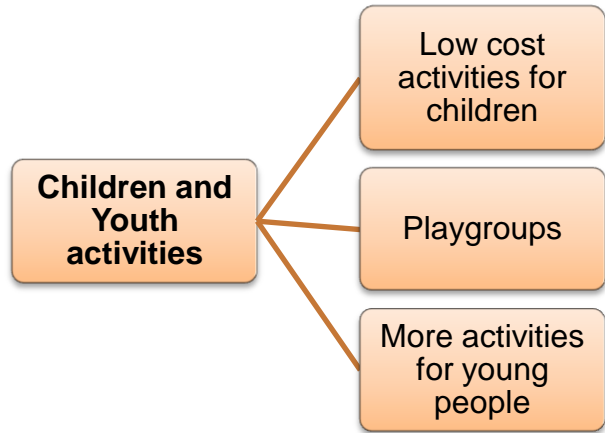 Children and
Youth
activities
Low cost
activities for
children
Playgroups
More activities
for young
people